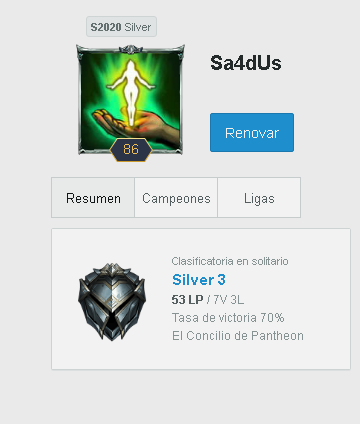 S2020 Silver
Sa4dUs
86
Renovar
Resumen
Campeones
Ligas
Clasificatoria en solitario
Silver 3
53 LP / 7V 3L
Tasa de victoria 70%
El Concilio de Pantheon